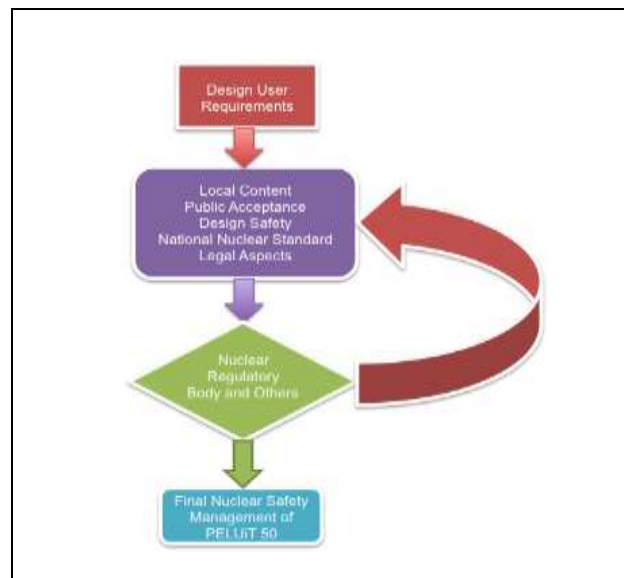 Design User
Requirements
Local Content
Public Acceptance
Design Safety
National Nuclear Standard
Legal Aspects
Nuclear
Regulatory
Body and Others
Final Nuclear Safety
Management of
PELUIT 50